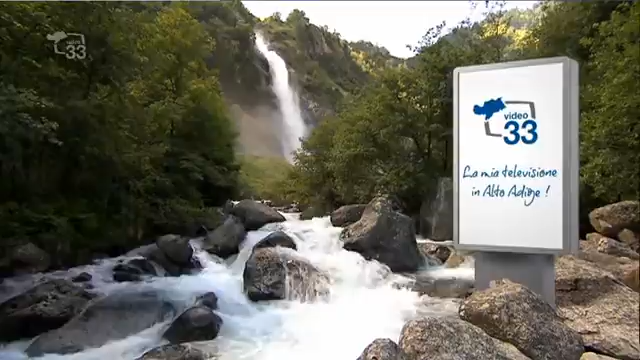 33
video
33
La mia televisione
in Alto Adige !